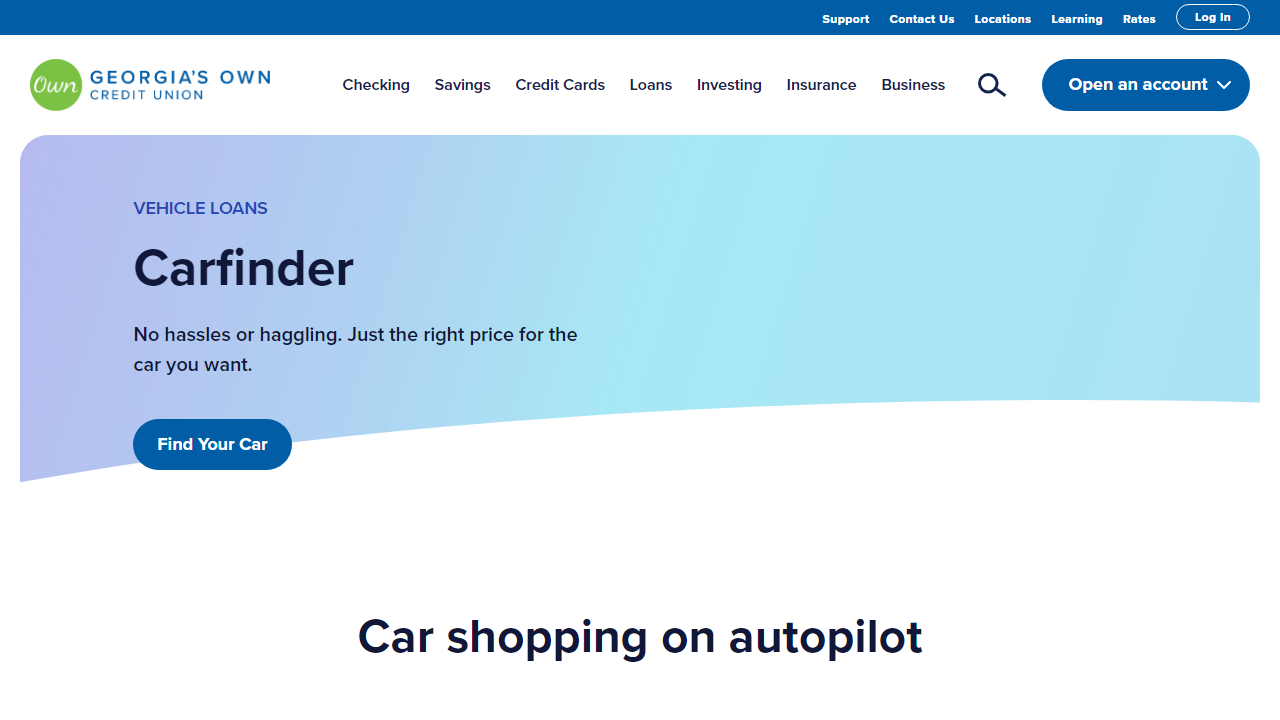 Support Contact Us Locations Learning Rates Log In
Own GEORGIA'S OWN
CREDIT UNION
Checking Savings Credit Cards Loans Investing Insurance Business Open an account
VEHICLE LOANS
Carfinder
No hassles or haggling. Just the right price for the
car you want.
Find Your Car
Car shopping on autopilot